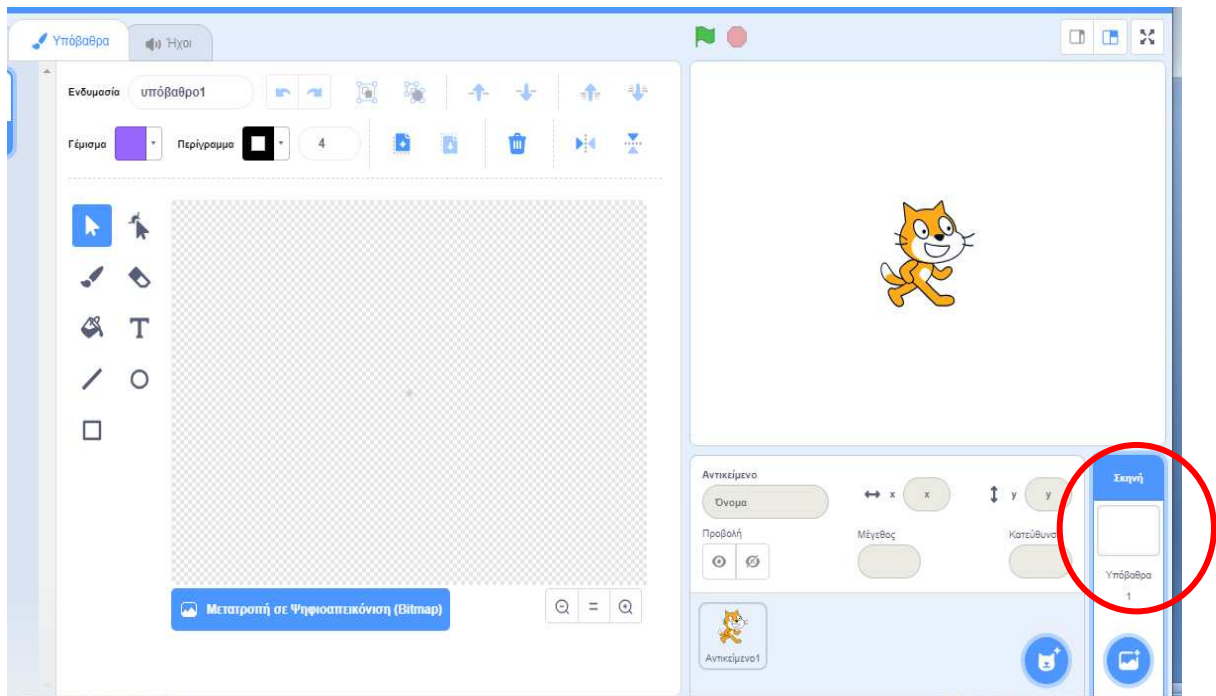 Υπόβαθρα
Ήχοι
Ενδυμασία
υπόβαθρο1
Γέμισμα
Περίγραμμα
4
T
Μετατροπή σε Ψηφιοαπεικόνιση (Bitmap)
=
Αντικείμενο
Όνομα
x x
y y
Προβολή
Μέγεθος
Κατεύθυνσ
Αντικείμενο1
Σκηνή
Υπόβαθρα
1